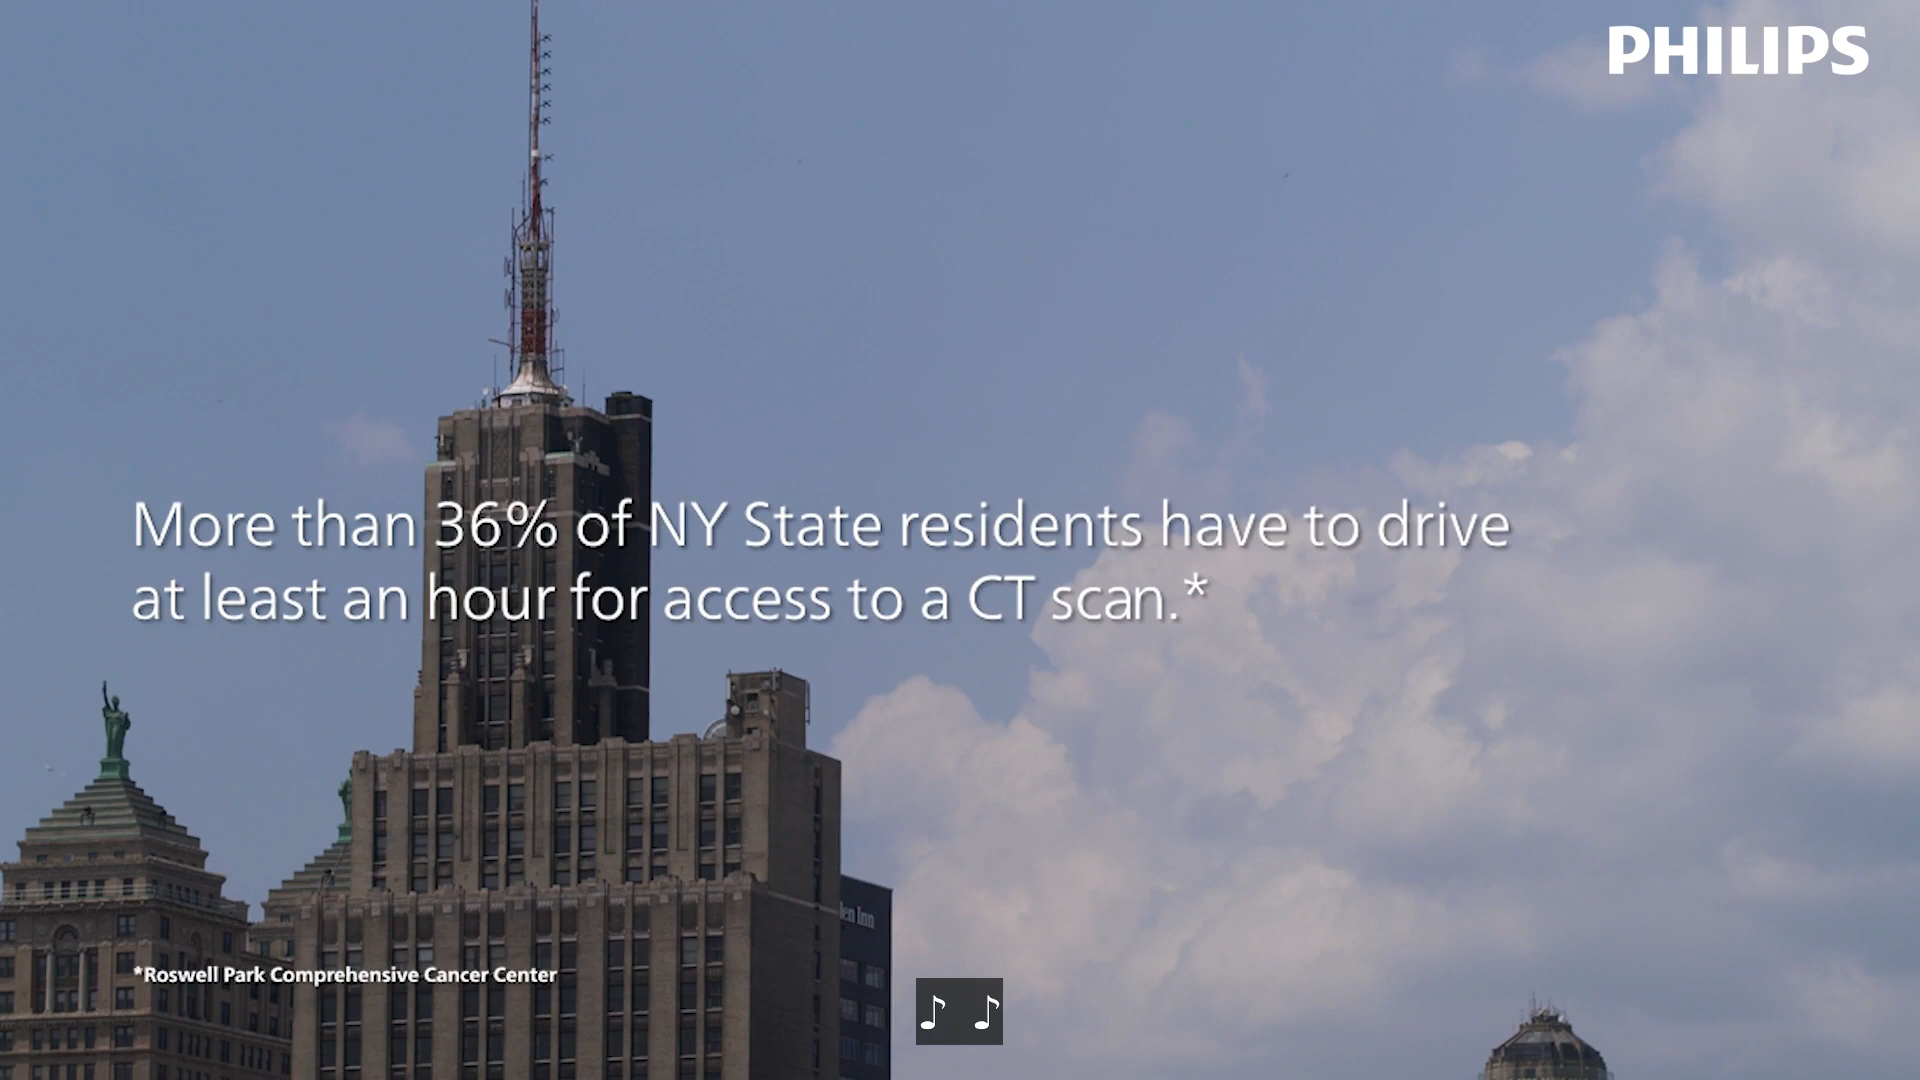 PHILIPS
More than 36% of NY State residents have to drive
at least an hour for access to a CT scan.*
*Roswell Park Comprehensive Cancer Center
Inn
♪ ♪